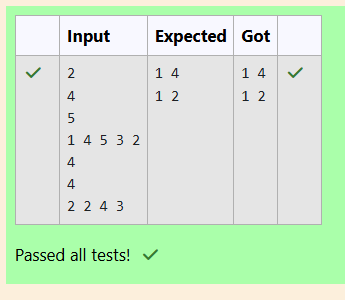 Input Expected Got
2 1 4 1 4
4 1 2 1 2
5
1 4 5 3 2
4
4
2 2 4 3
Passed all tests!